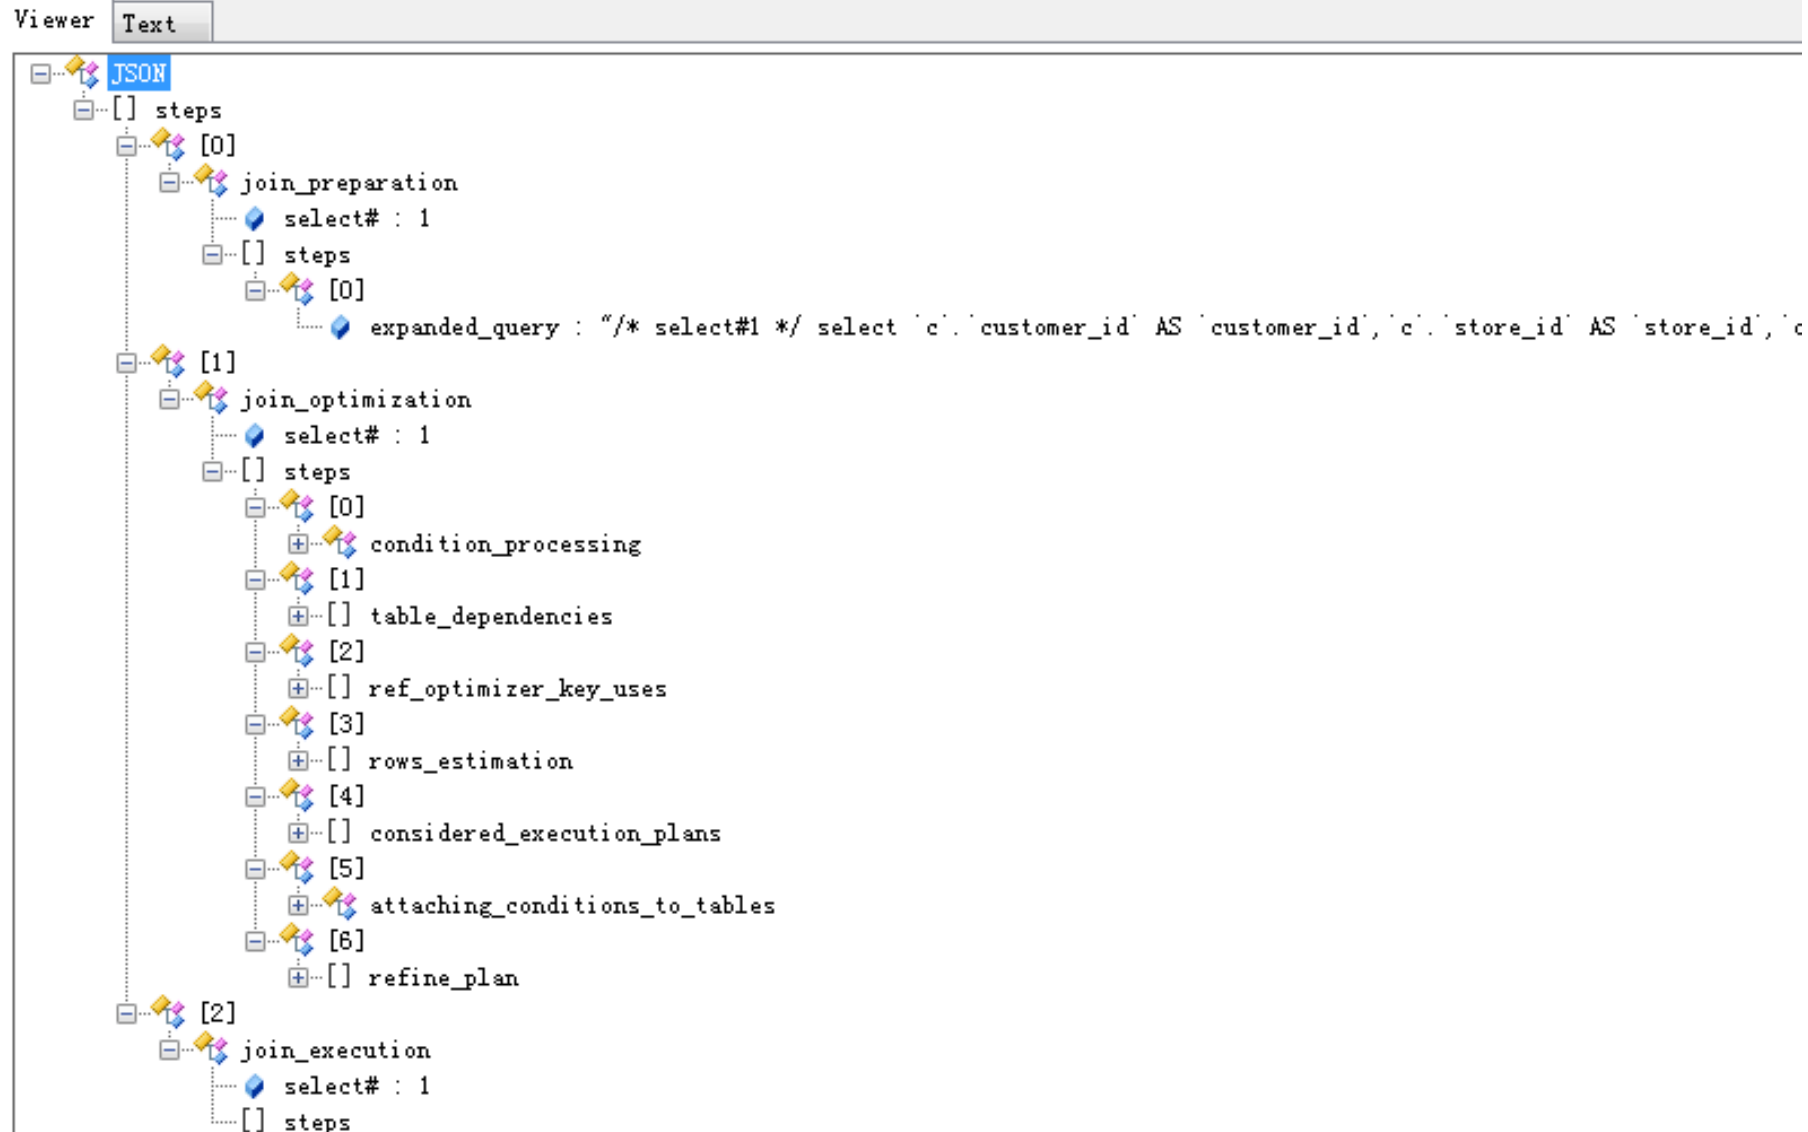 Viewer Text
JSON
[] steps
[0]
join_preparation
select# : 1
[] steps
[0]
expanded_query : "/* select#1 */ select `c`.`customer_id` AS `customer_id`,`c`.`store_id` AS `store_id`,`c
[1]
join_optimization
select# : 1
[] steps
[0]
condition_processing
[1]
[] table_dependencies
[2]
[] ref_optimizer_key_uses
[3]
[] rows_estimation
[4]
[] considered_execution_plans
[5]
attaching_conditions_to_tables
[6]
[] refine_plan
[2]
join_execution
select# : 1
[] steps